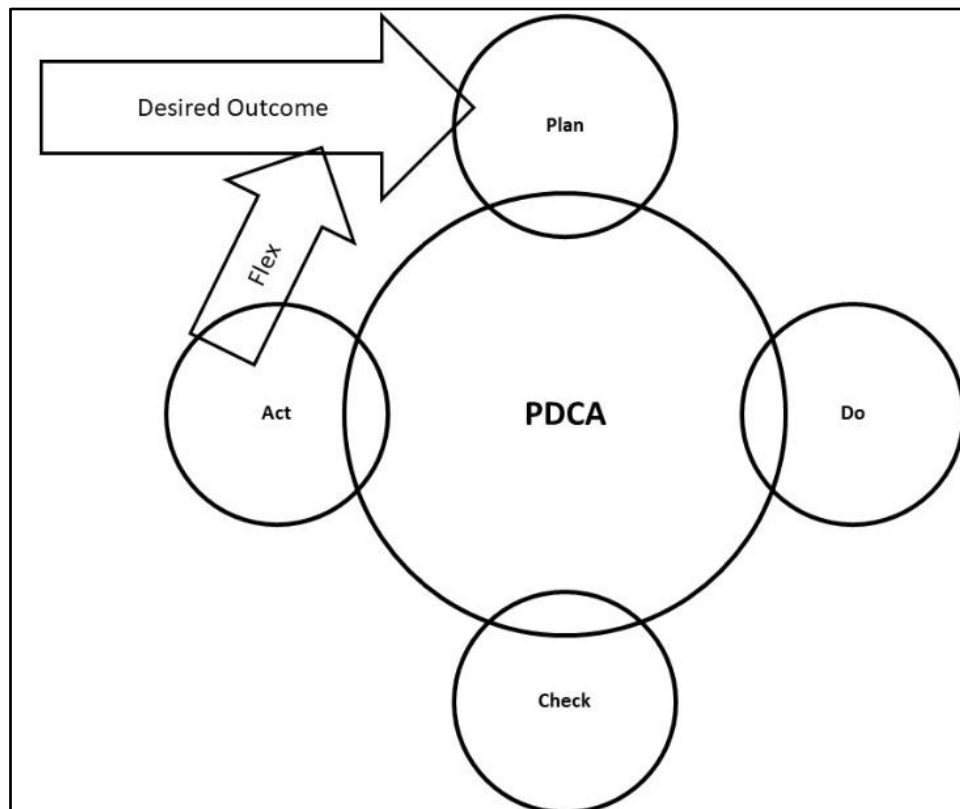 Desired Outcome
Plan
Flex
Act
PDCA
Do
Check